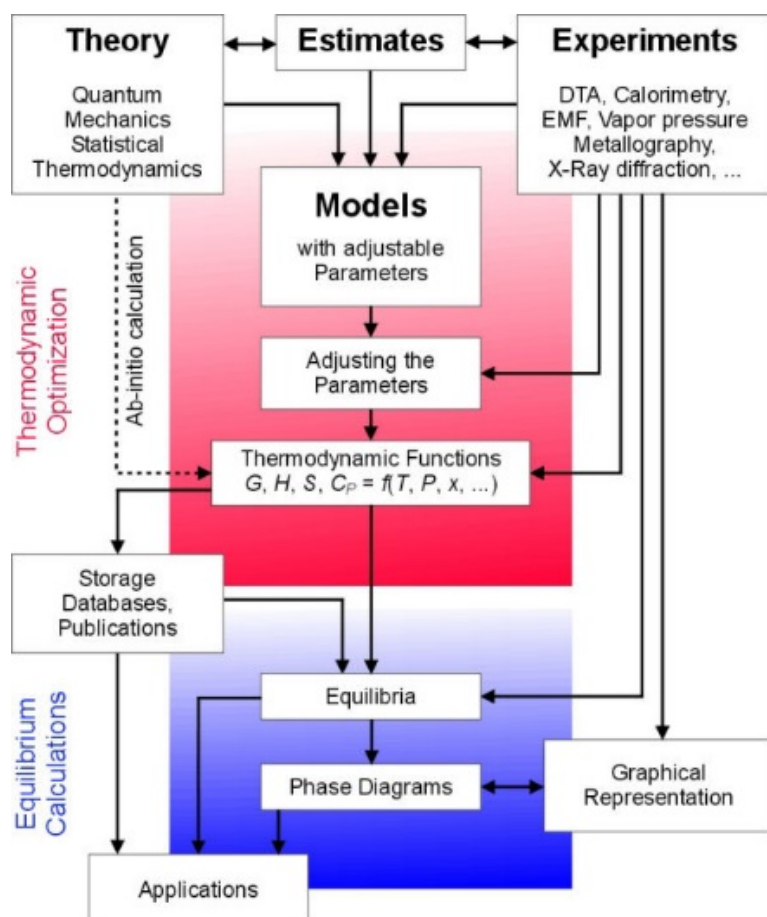 Theory
Quantum
Mechanics
Statistical
Thermodynamics
Estimates
Experiments
DTA, Calorimetry,
EMF, Vapor pressure
Metallography,
X-Ray diffraction, ...
Models
with adjustable
Parameters
Thermodynamic
Optimization
Ab-initio calculation
Adjusting the
Parameters
Thermodynamic Functions
G, H, S, CP = f(T, P, x, ...)
Storage
Databases,
Publications
Equilibrium
Calculations
Equilibria
Phase Diagrams
Graphical
Representation
Applications